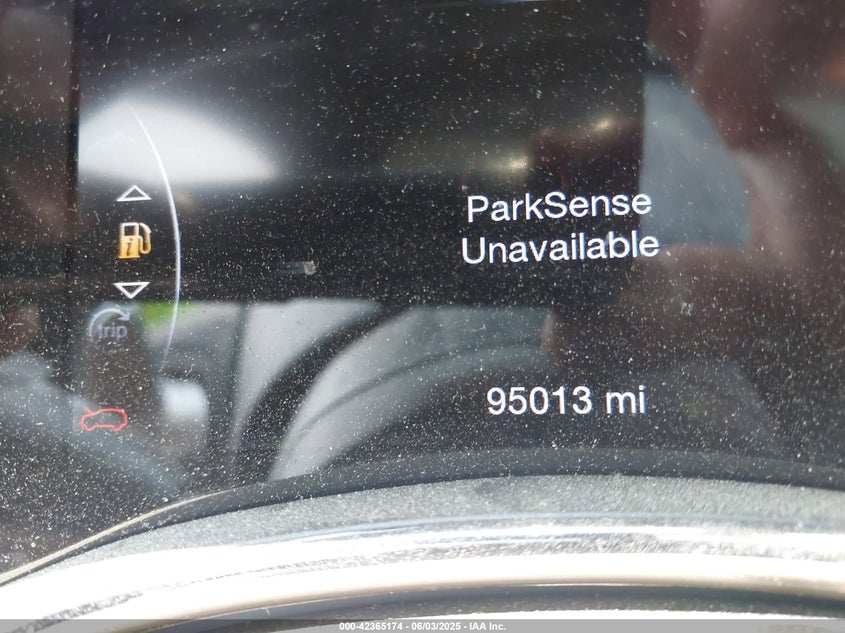 ParkSense
Unavailable
trip
95013 mi
000-42365174 - 06/03/2025 - IAA Inc.